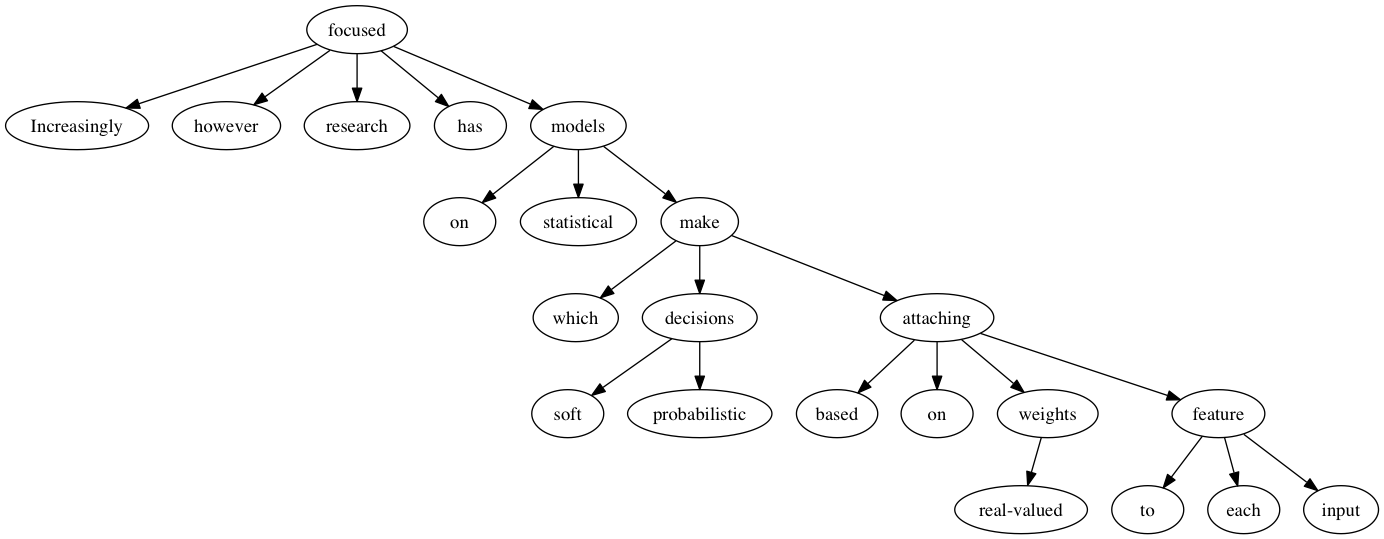 focused
Increasingly however research has models
on statistical make
which decisions attaching
soft probabilistic based on weights feature
real-valued to each input